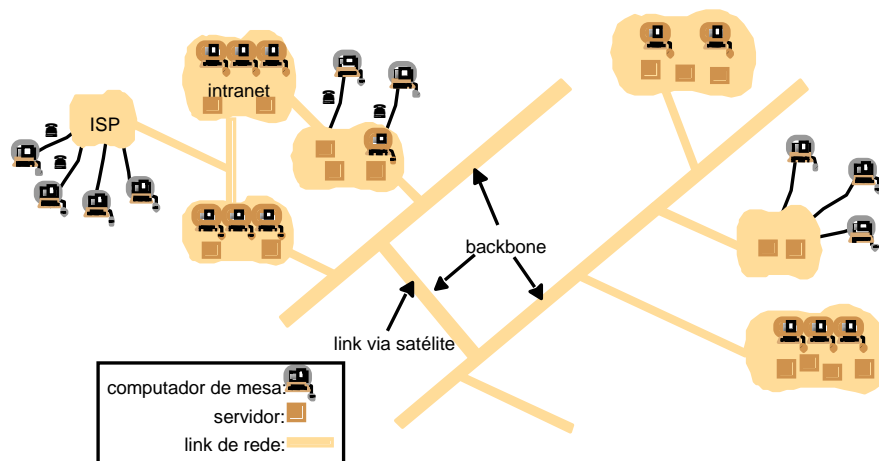 intranet
ISP
backbone
link via satélite
computador de mesa:
servidor:
link de rede: